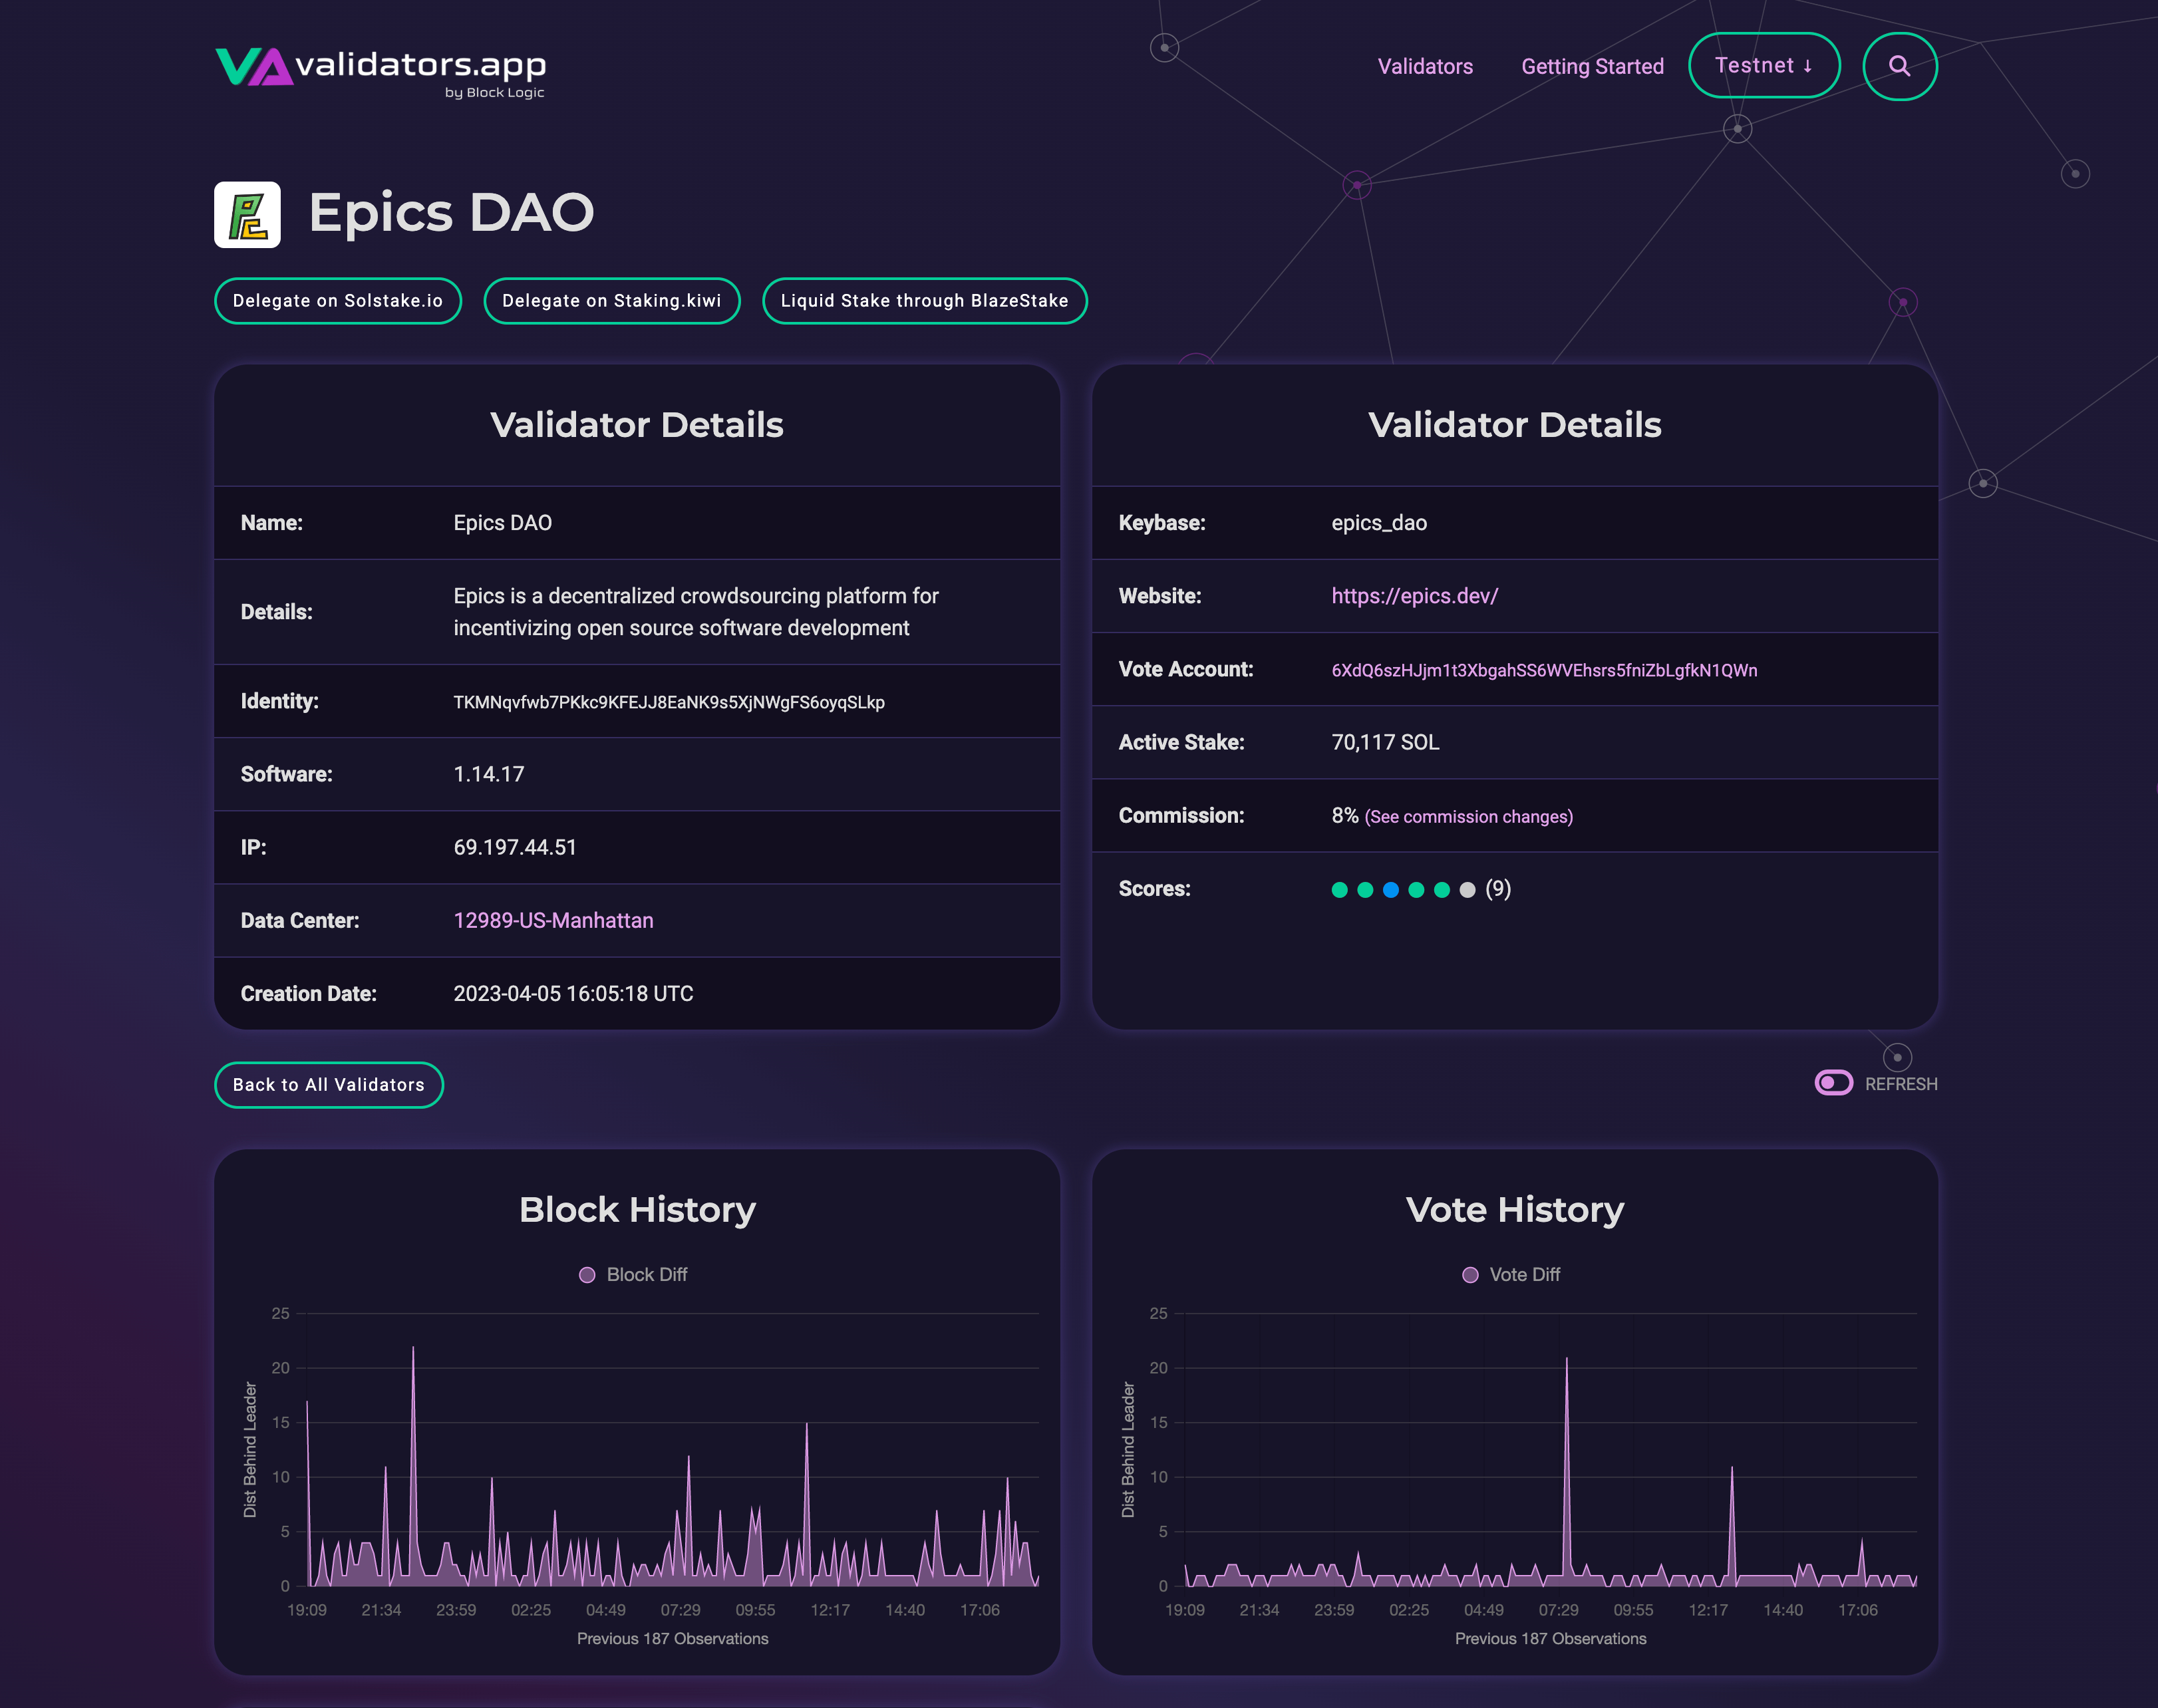 validators.app
by Block Logic
Validators
Getting Started
Testnet ↓
Epics DAO
Delegate on Solstake.io
Delegate on Staking.kiwi
Liquid Stake through BlazeStake
Validator Details
Name: Epics DAO
Details: Epics is a decentralized crowdsourcing platform for
incentivizing open source software development
Identity: TKMNqvfwb7PKkc9KFEJJ8EaNK9s5XjNWgFS6oyqSLkp
Software: 1.14.17
IP: 69.197.44.51
Data Center: 12989-US-Manhattan
Creation Date: 2023-04-05 16:05:18 UTC
Validator Details
Keybase: epics_dao
Website: https://epics.dev/
Vote Account: 6XdQ6szHJjm1t3XbgahSS6WVEhsrs5fniZbLgfkN1QWn
Active Stake: 70,117 SOL
Commission: 8% (See commission changes)
Scores: (9)
Back to All Validators
REFRESH
Block History
Block Diff
Dist Behind Leader
25
20
15
10
5
0
19:09 21:34 23:59 02:25 04:49 07:29 09:55 12:17 14:40 17:06
Previous 187 Observations
Vote History
Vote Diff
Dist Behind Leader
25
20
15
10
5
0
19:09 21:34 23:59 02:25 04:49 07:29 09:55 12:17 14:40 17:06
Previous 187 Observations